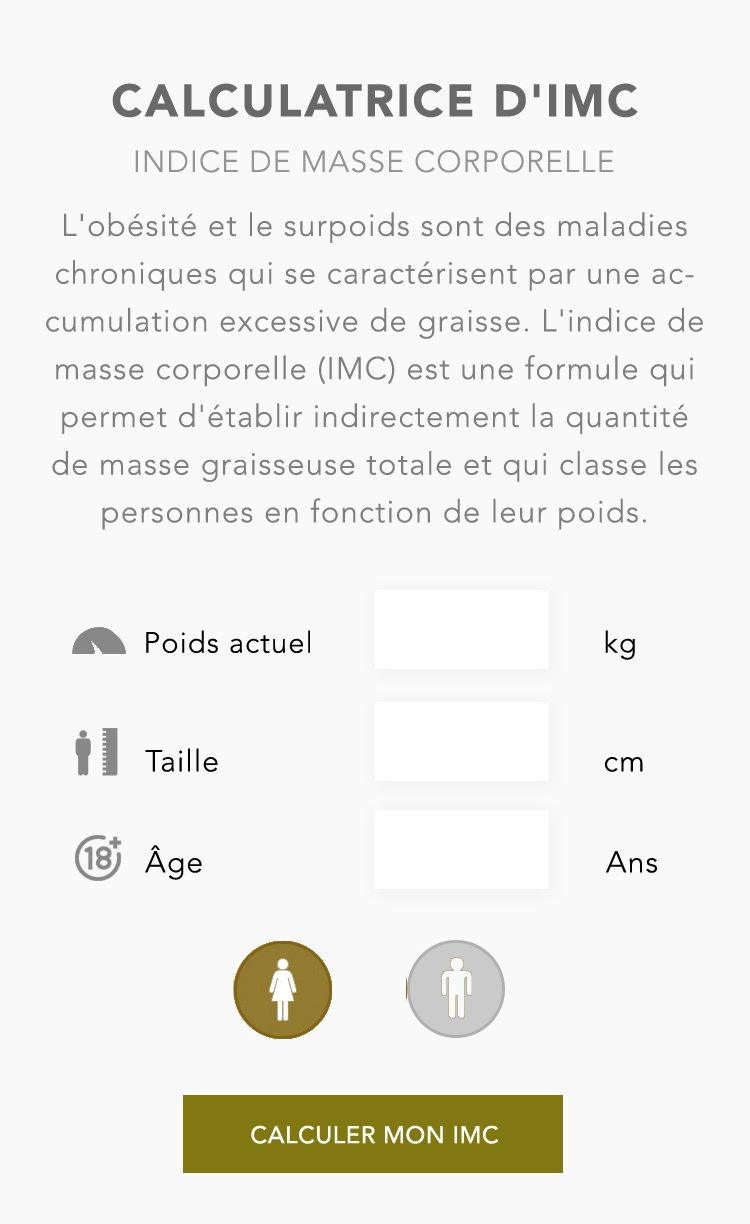 CALCULATRICE D'IMC
INDICE DE MASSE CORPORELLE
L'obésité et le surpoids sont des maladies
chroniques qui se caractérisent par une ac-
cumulation excessive de graisse. L'indice de
masse corporelle (IMC) est une formule qui
permet d'établir indirectement la quantité
de masse graisseuse totale et qui classe les
personnes en fonction de leur poids.
Poids actuel kg
Taille cm
18+ Âge Ans
CALCULER MON IMC